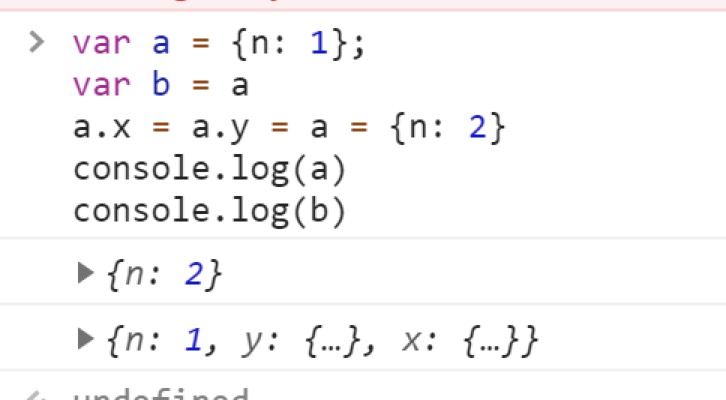 var a = {n: 1};
var b = a
a.x = a.y = a = {n: 2}
console.log(a)
console.log(b)
{n: 2}
{n: 1, y: {…}, x: {…}}
undefined